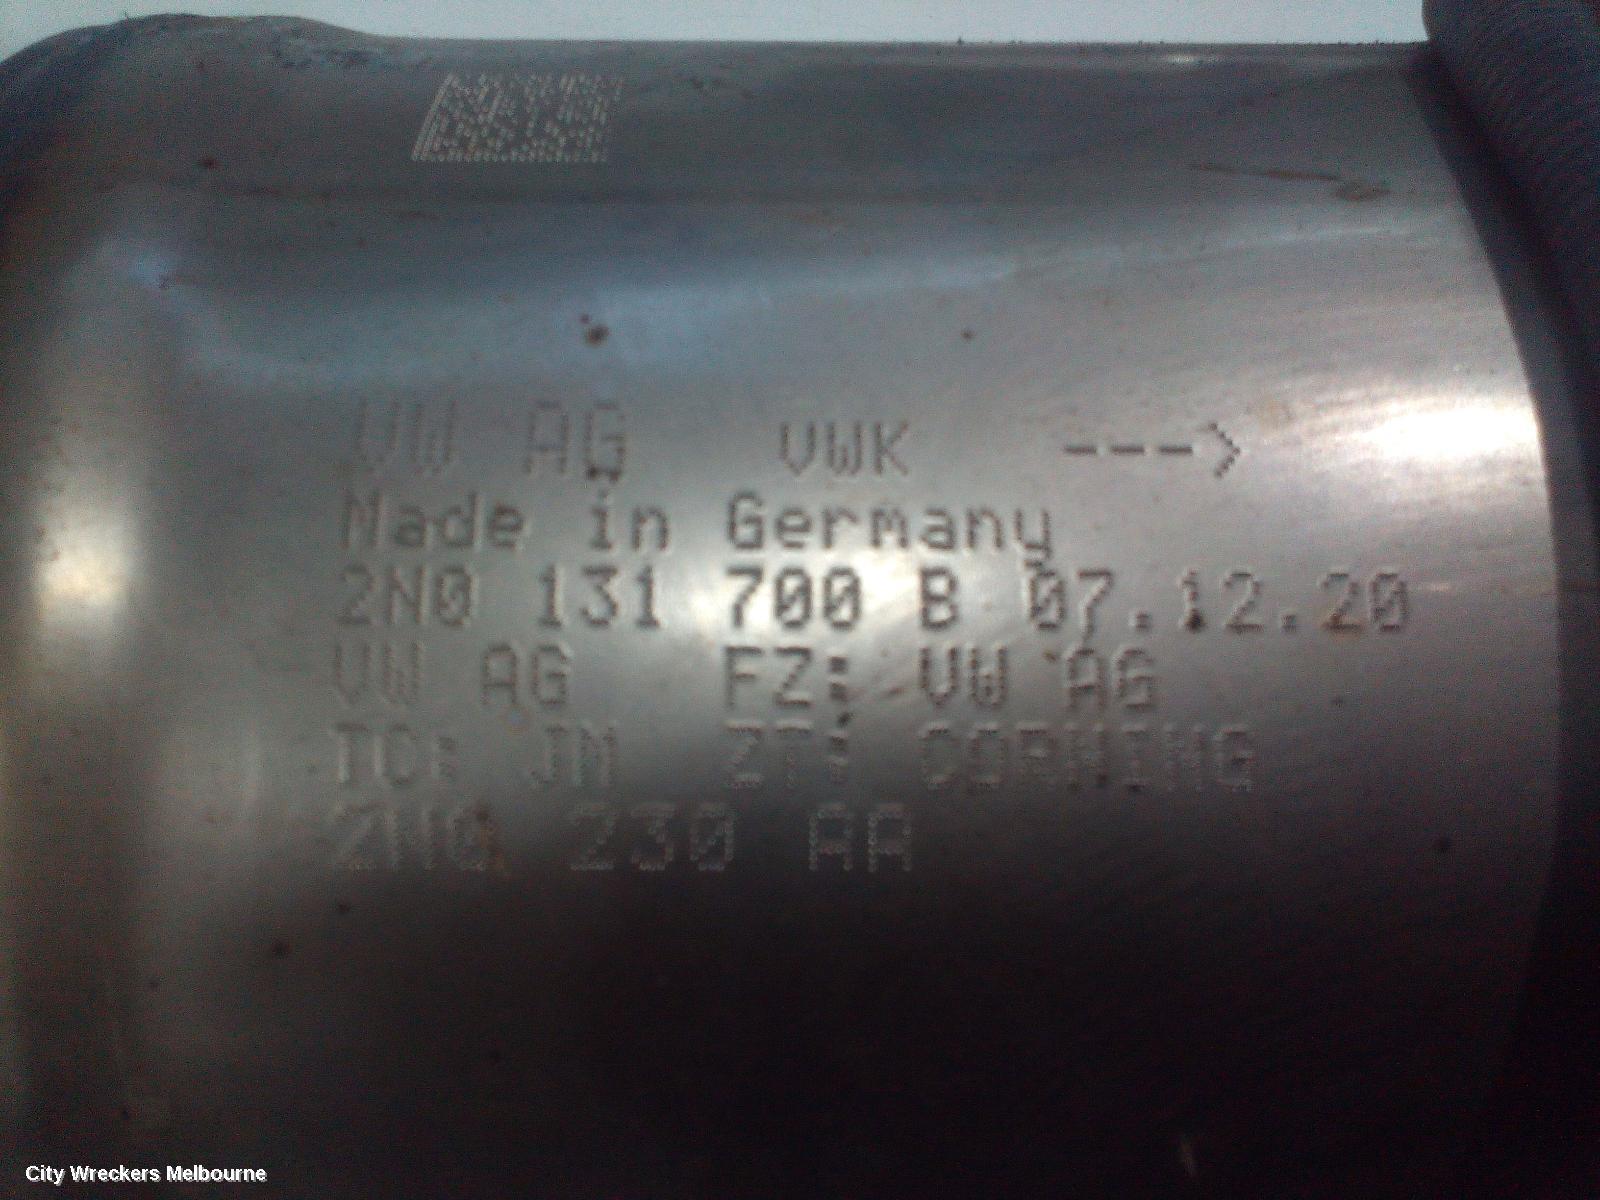 VW AG VWK --->
Made in Germany
2N0 131 700 B 07.12.20
VW AG FZ: VW AG
TC: JM ZT: CORNING
2N0 230 AA
City Wreckers Melbourne